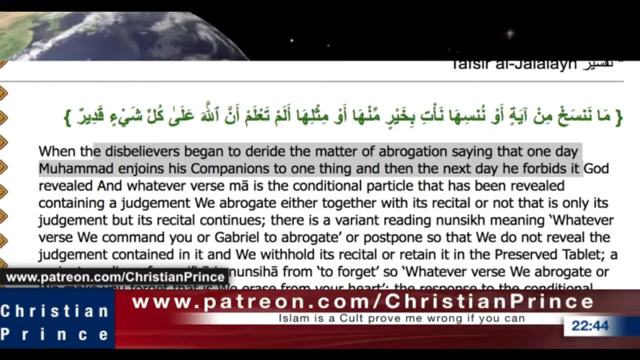 Tafsir al-Jalalayn تفسير
{ مَا نَنسَخْ مِنْ آيَةٍ أَوْ نُنسِهَا نَأْتِ بِخَيْرٍ مِّنْهَا أَوْ مِثْلِهَا أَلَمْ تَعْلَمْ أَنَّ اللَّهَ عَلَىٰ كُلِّ شَيْءٍ قَدِيرٌ }
When the disbelievers began to deride the matter of abrogation saying that one day
Muhammad enjoins his Companions to one thing and then the next day he forbids it God
revealed And whatever verse mā is the conditional particle that has been revealed
containing a judgement We abrogate either together with its recital or not that is only its
judgement but its recital continues; there is a variant reading nunsikh meaning 'Whatever
verse We command you or Gabriel to abrogate' or postpone so that We do not reveal the
judgement contained in it and We withhold its recital or retain it in the Preserved Tablet; a
nunsihā from 'to forget' so 'Whatever verse We abrogate or
www.patreon.com/ChristianPrince
We erase from your heart'; the response to the conditional
www.patreon.com/ChristianPrince
Christian
Prince
Islam is a Cult prove me wrong if you can
22:44